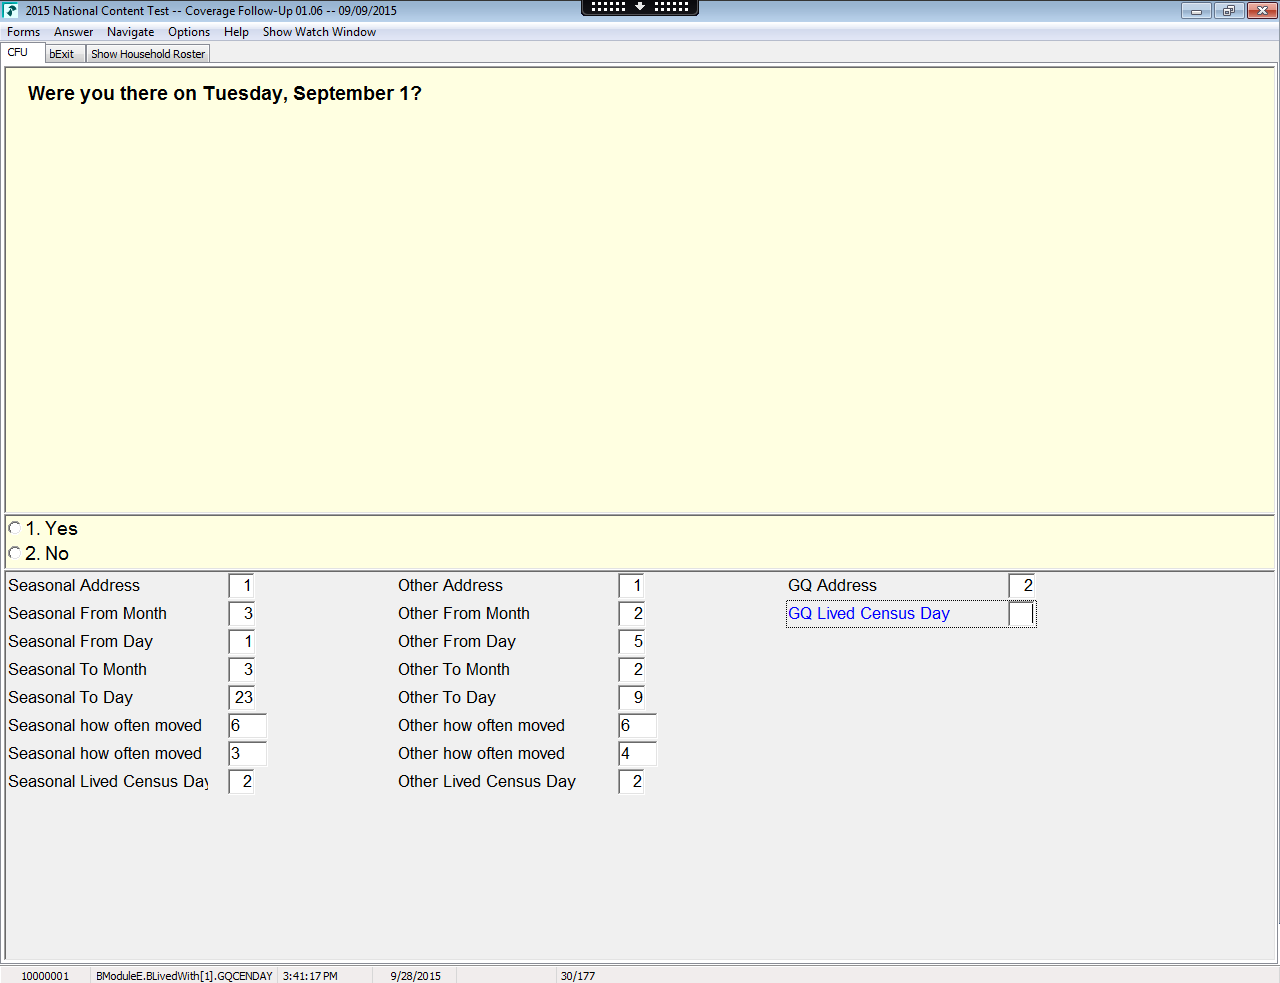 2015 National Content Test -- Coverage Follow-Up 01.06 -- 09/09/2015
Forms Answer Navigate Options Help Show Watch Window
CFU bExit Show Household Roster
Were you there on Tuesday, September 1?
1. Yes
2. No
Seasonal Address 1 Other Address 1 GQ Address 2
Seasonal From Month 3 Other From Month 2 GQ Lived Census Day
Seasonal From Day 1 Other From Day 5
Seasonal To Month 3 Other To Month 2
Seasonal To Day 23 Other To Day 9
Seasonal how often moved 6 Other how often moved 6
Seasonal how often moved 3 Other how often moved 4
Seasonal Lived Census Day 2 Other Lived Census Day 2
10000001 BModuleE.BLivedWith[1].GQCENDAY 3:41:17 PM 9/28/2015 30/177